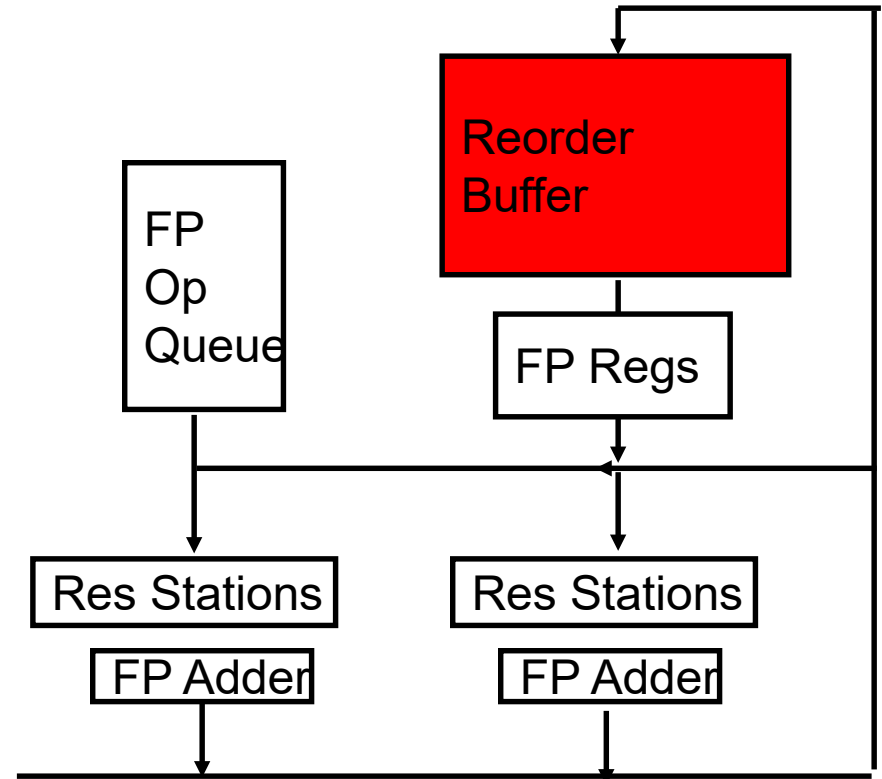 Reorder
Buffer
FP
Op
Queue
FP Regs
Res Stations
Res Stations
FP Adder
FP Adder